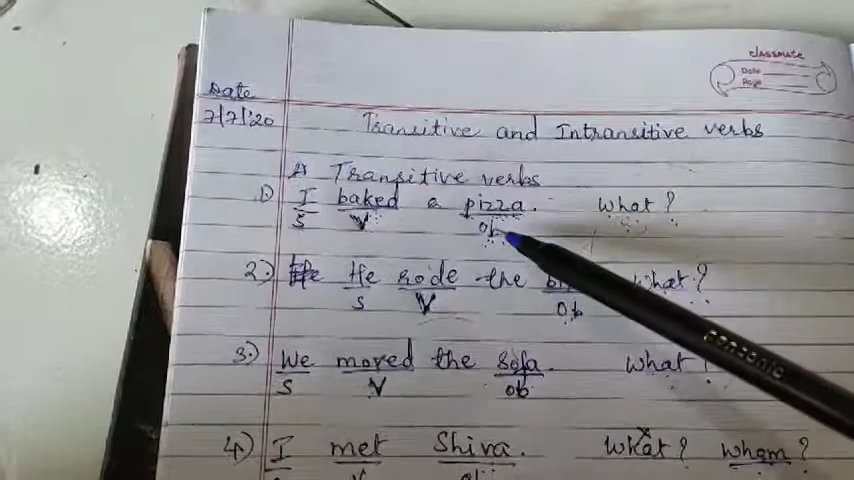 classmate
Date
Page
Date
7/7/'20
Transitive and Intransitive verbs
A Transitive verbs
1) I baked a pizza. What?
S V ob
2) He rode the What?
S V Ob
3) We moved the sofa. What?
S V ob
4) I met Shiva. What? whom?